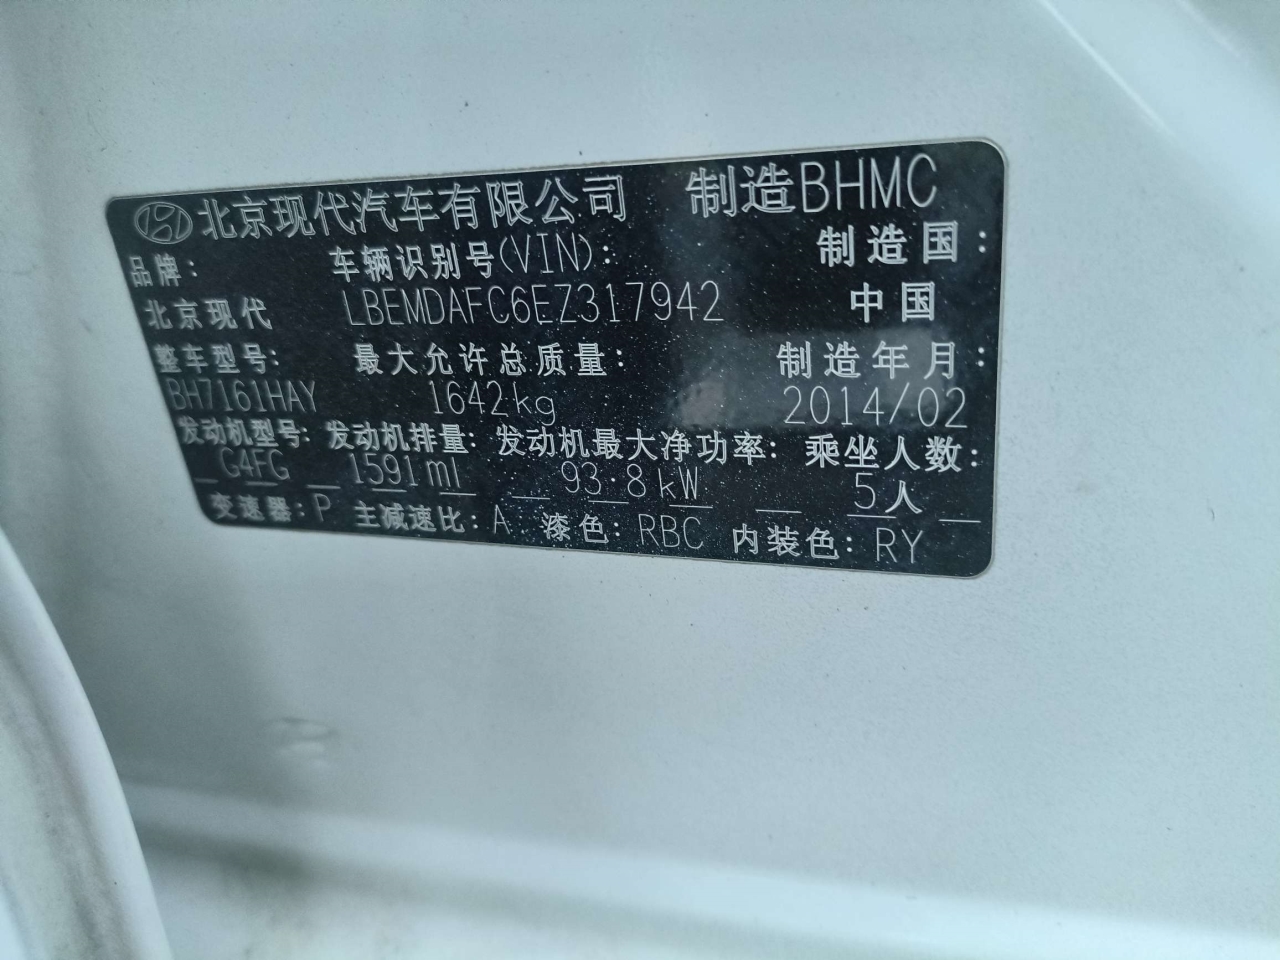 北京现代汽车有限公司 制造BHMC
品牌: 车辆识别号(VIN): 制造国:
北京现代 LBEMDAFC6EZ317942 中国
整车型号: 最大允许总质量: 制造年月:
BH7161HAY 1642kg 2014/02
发动机型号: 发动机排量: 发动机最大净功率: 乘坐人数:
G4FG 1591ml 93.8kW 5人
变速器: P 主减速比: A 漆色: RBC 内装色: RY